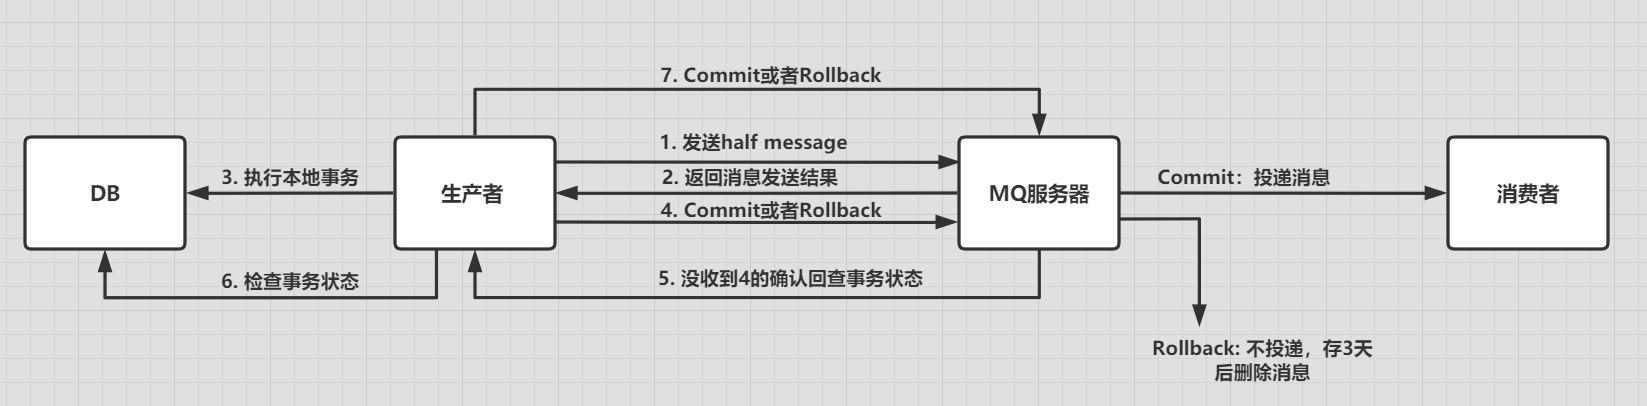 7. Commit或者Rollback
1. 发送half message
DB
3. 执行本地事务
生产者
2. 返回消息发送结果
MQ服务器
Commit：投递消息
消费者
4. Commit或者Rollback
6. 检查事务状态
5. 没收到4的确认回查事务状态
Rollback: 不投递，存3天
后删除消息